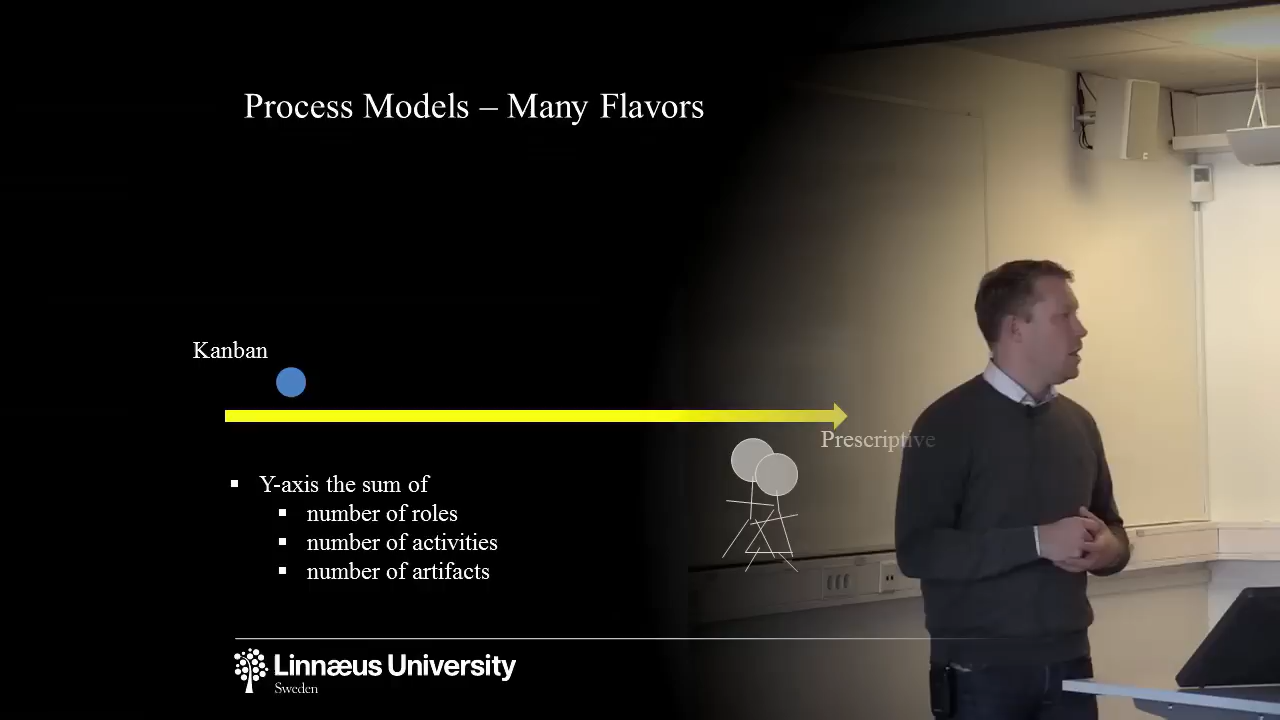 Process Models – Many Flavors
Kanban
Prescriptive
Y-axis the sum of
number of roles
number of activities
number of artifacts
Linnæus University
Sweden